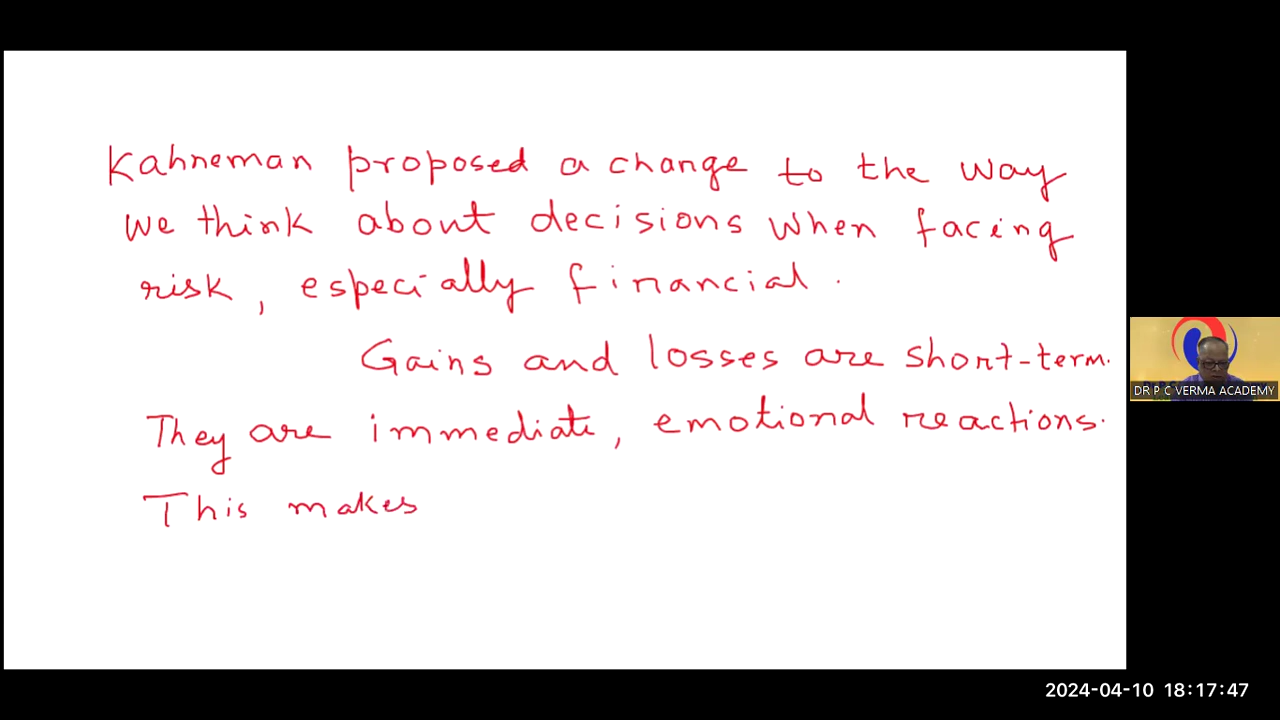 Kahneman proposed a change to the way
we think about decisions when facing
risk, especially financial.
Gains and losses are short-term.
They are immediate, emotional reactions.
This makes
DR P C VERMA ACADEMY
2024-04-10 18:17:47